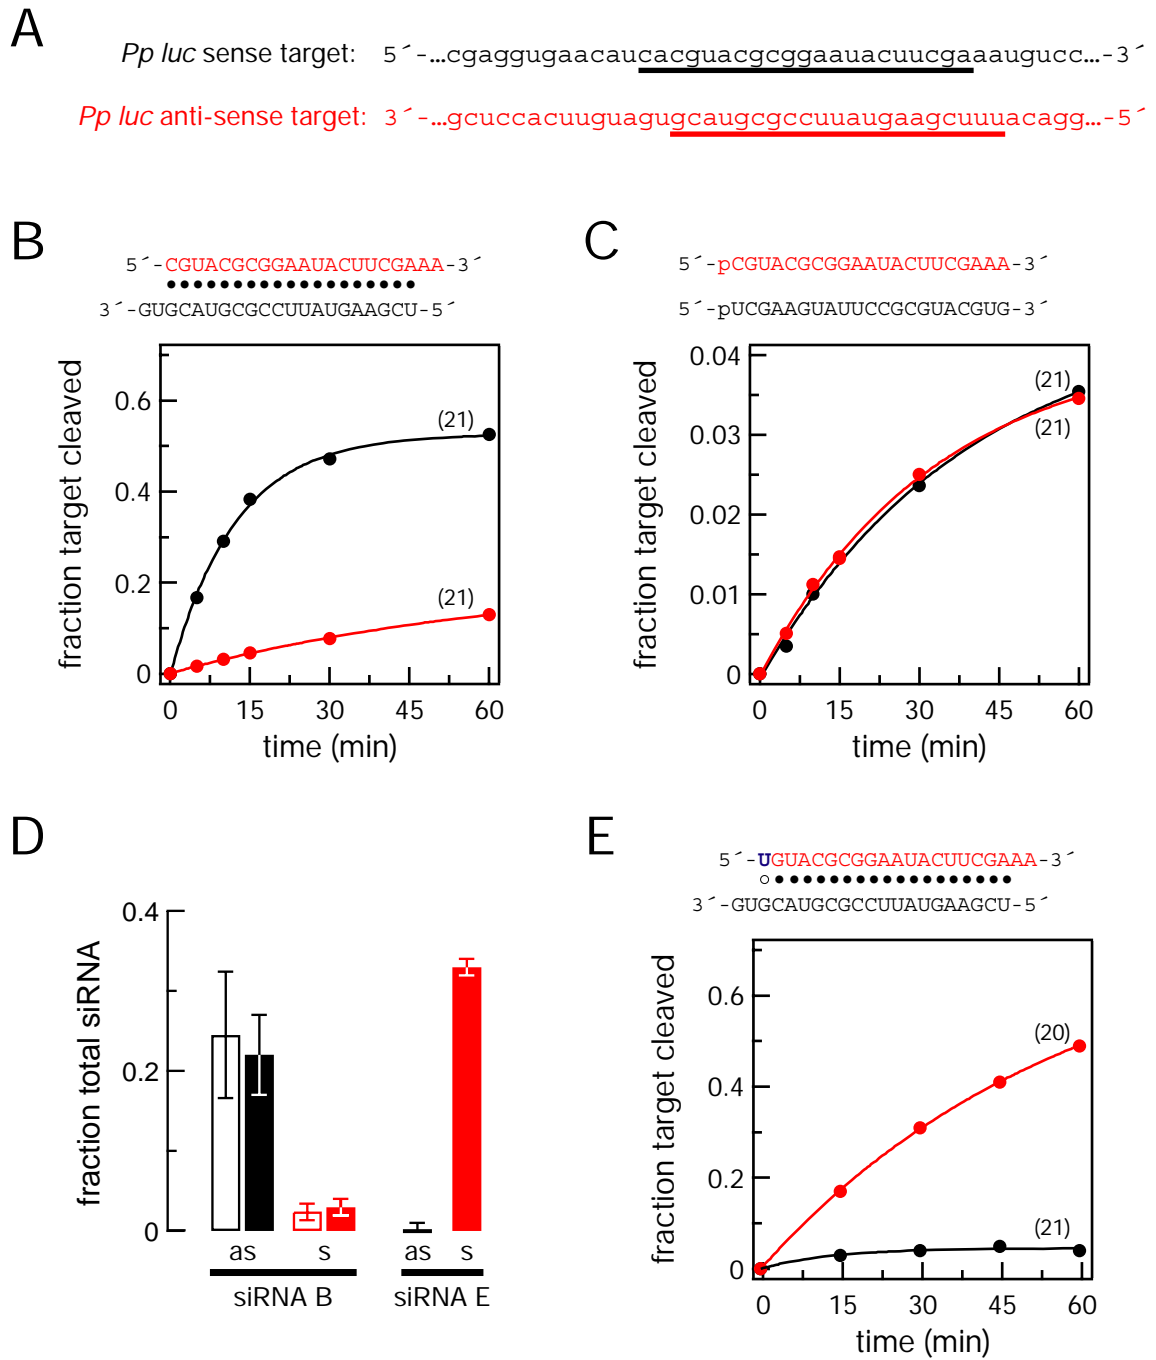 A
Pp luc sense target: 5´-…cgaggugaacaucacguacgcggaauacuucgaaaugucc…-3´
Pp luc anti-sense target: 3´-…gcuccacuuguagugcaugcgccuuaugaagcuuuacagg…-5´
B
5´-CGUACGCGGAAUACUUCGAAA-3´
3´-GUGCAUGCGCCUUAUGAAGCU-5´
fraction target cleaved
0.6
0.4
0.2
0
(21)
(21)
0 15 30 45 60
time (min)
C
5´-pCGUACGCGGAAUACUUCGAAA-3´
5´-pUCGAAGUAUUCCGCGUACGUG-3´
fraction target cleaved
0.04
0.03
0.02
0.01
0
(21)
(21)
0 15 30 45 60
time (min)
D
fraction total siRNA
0.4
0.2
0
as s as s
siRNA B siRNA E
E
5´-UGUACGCGGAAUACUUCGAAA-3´
3´-GUGCAUGCGCCUUAUGAAGCU-5´
fraction target cleaved
0.6
0.4
0.2
0
(20)
(21)
0 15 30 45 60
time (min)